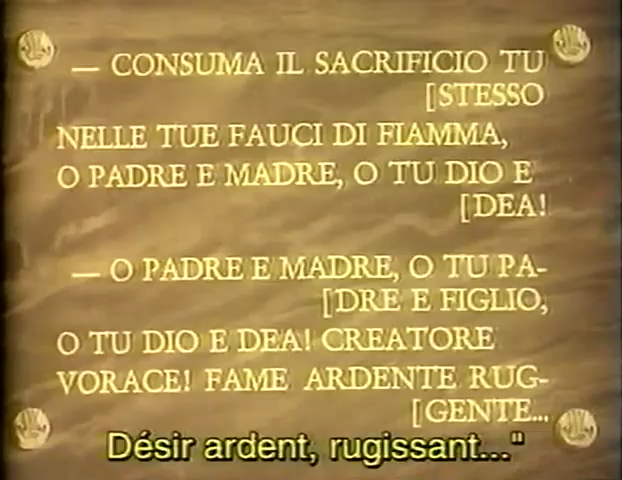 — CONSUMA IL SACRIFICIO TU
[STESSO
NELLE TUE FAUCI DI FIAMMA,
O PADRE E MADRE, O TU DIO E
[DEA!
— O PADRE E MADRE, O TU PA-
[DRE E FIGLIO,
O TU DIO E DEA! CREATORE
VORACE! FAME ARDENTE RUG-
[GENTE...
Désir ardent, rugissant..."